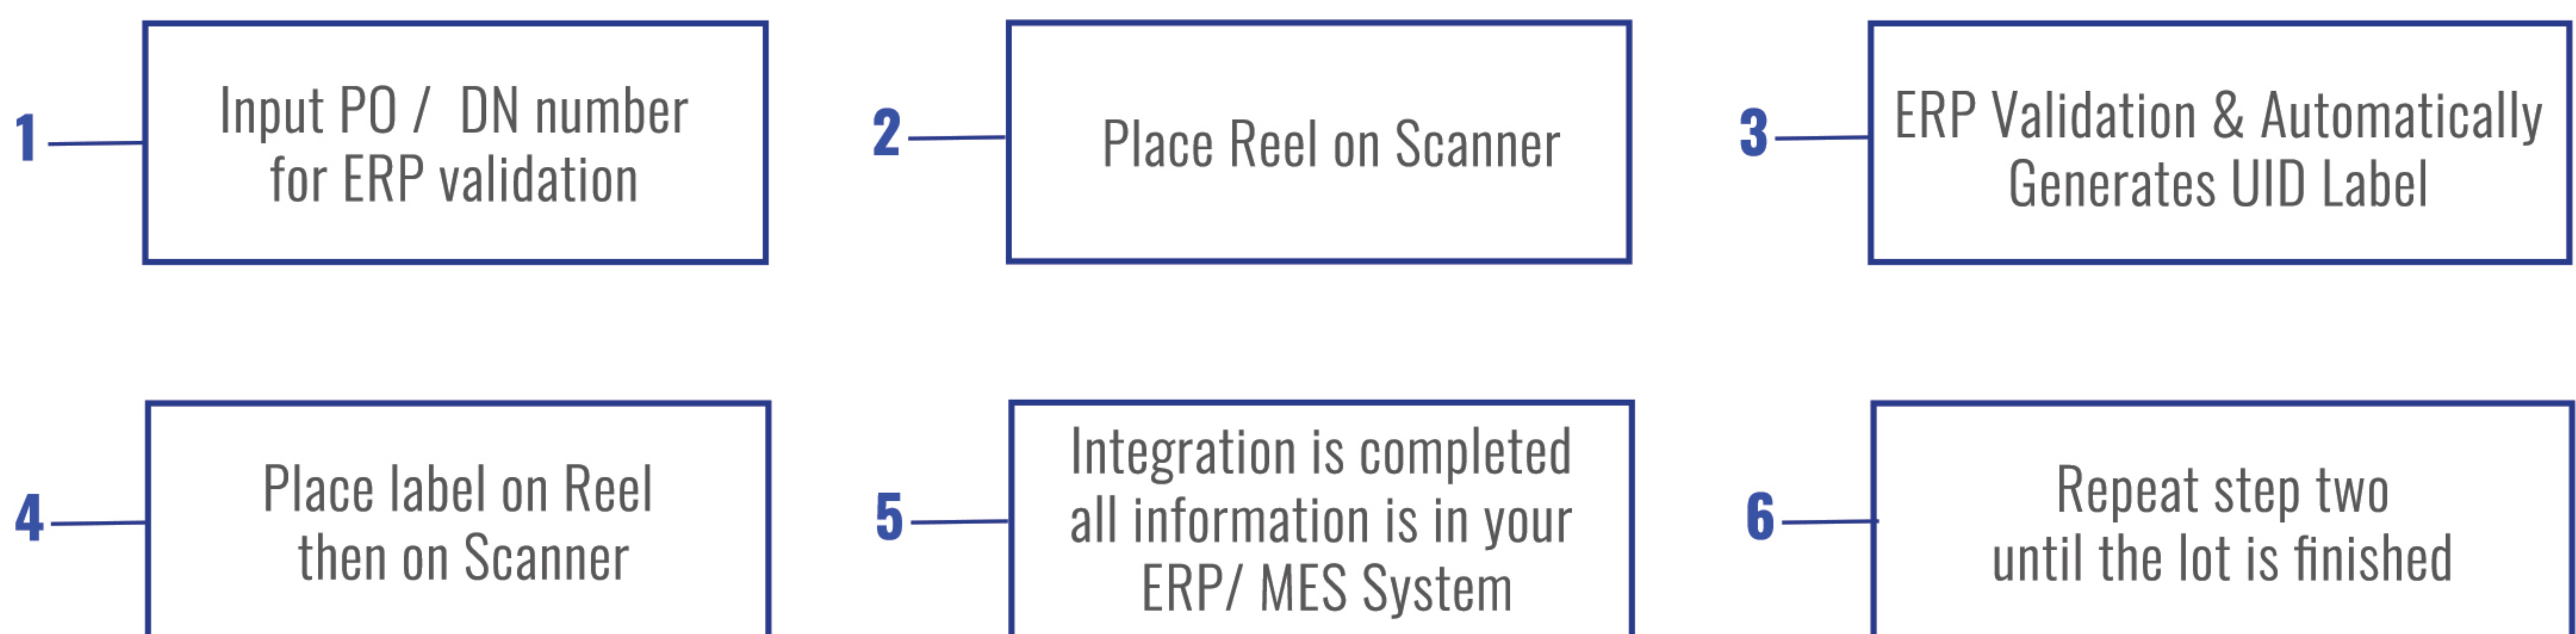 1
Input PO / DN number
for ERP validation
2
Place Reel on Scanner
3
ERP Validation & Automatically
Generates UID Label
4
Place label on Reel
then on Scanner
5
Integration is completed
all information is in your
ERP/ MES System
6
Repeat step two
until the lot is finished